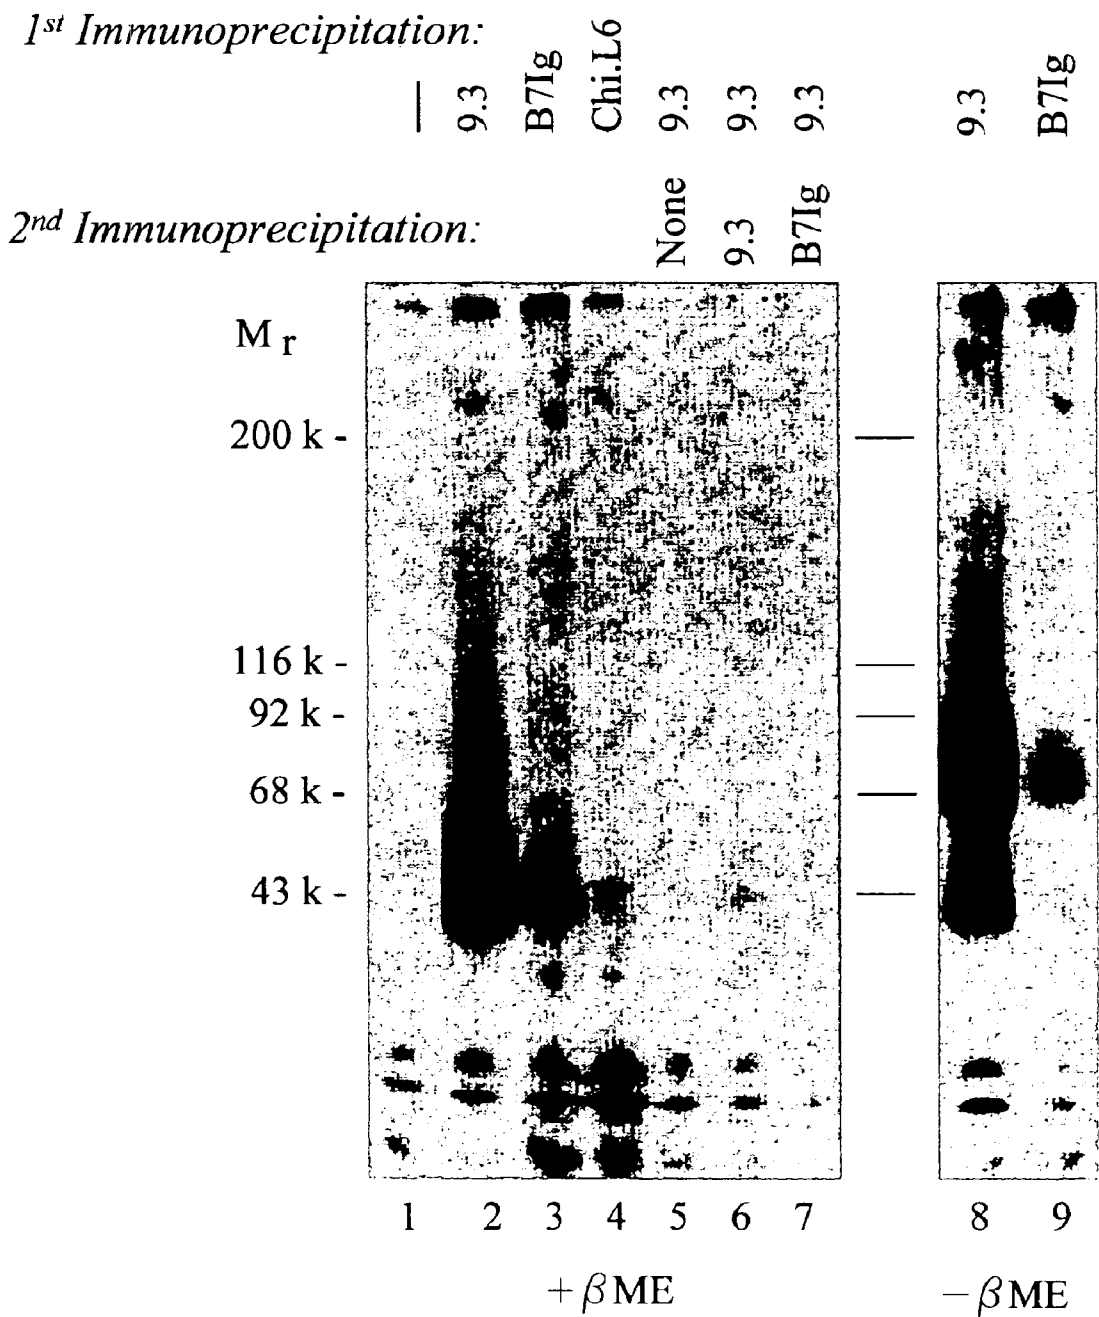 1st Immunoprecipitation:
— 9.3 B7Ig Chi.L6 9.3 9.3 9.3 9.3 B7Ig
2nd Immunoprecipitation:
None 9.3 B7Ig
Mr
200 k -
116 k -
92 k -
68 k -
43 k -
1 2 3 4 5 6 7 8 9
+ βME - βME